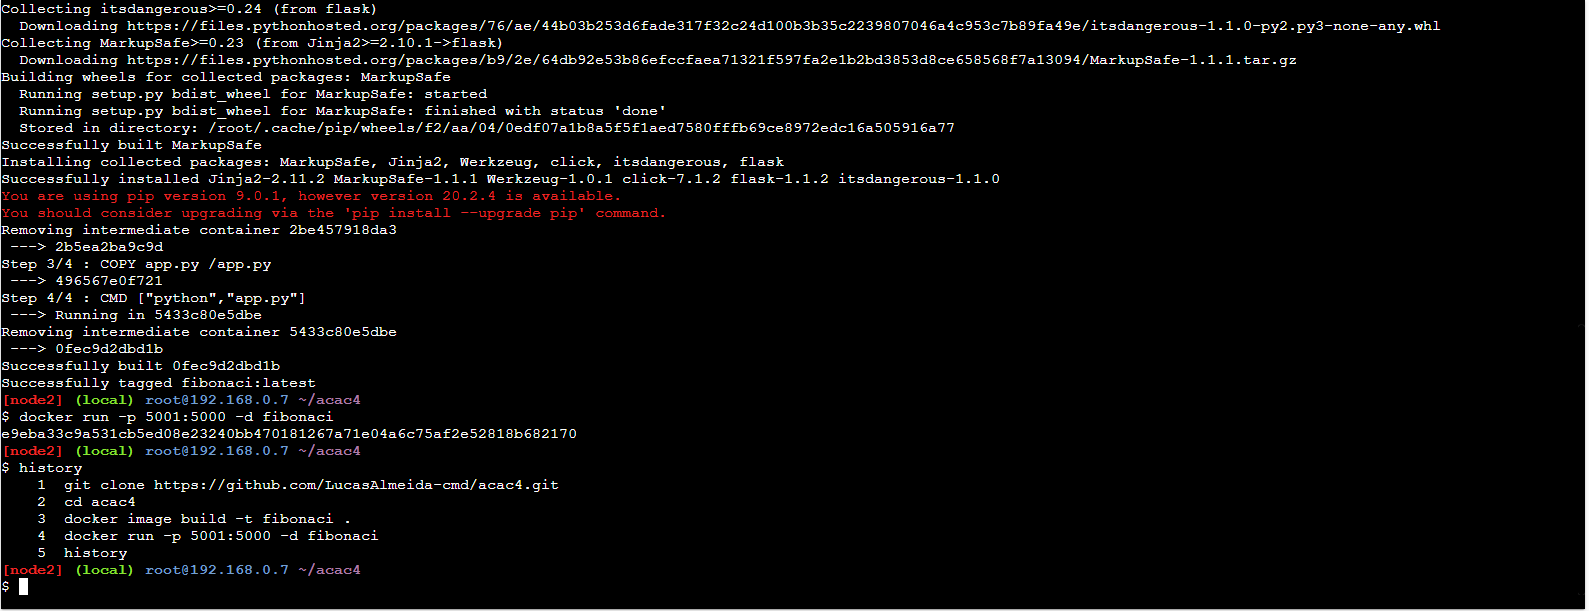 Collecting itsdangerous>=0.24 (from flask)
  Downloading https://files.pythonhosted.org/packages/76/ae/44b03b253d6fade317f32c24d100b3b35c2239807046a4c953c7b89fa49e/itsdangerous-1.1.0-py2.py3-none-any.whl
Collecting MarkupSafe>=0.23 (from Jinja2>=2.10.1->flask)
  Downloading https://files.pythonhosted.org/packages/b9/2e/64db92e53b86efccfaea71321f597fa2e1b2bd3853d8ce658568f7a13094/MarkupSafe-1.1.1.tar.gz
Building wheels for collected packages: MarkupSafe
  Running setup.py bdist_wheel for MarkupSafe: started
  Running setup.py bdist_wheel for MarkupSafe: finished with status 'done'
  Stored in directory: /root/.cache/pip/wheels/f2/aa/04/0edf07a1b8a5f5f1aed7580fffb69ce8972edc16a505916a77
Successfully built MarkupSafe
Installing collected packages: MarkupSafe, Jinja2, Werkzeug, click, itsdangerous, flask
Successfully installed Jinja2-2.11.2 MarkupSafe-1.1.1 Werkzeug-1.0.1 click-7.1.2 flask-1.1.2 itsdangerous-1.1.0
You are using pip version 9.0.1, however version 20.2.4 is available.
You should consider upgrading via the 'pip install --upgrade pip' command.
Removing intermediate container 2be457918da3
 ---> 2b5ea2ba9c9d
Step 3/4 : COPY app.py /app.py
 ---> 496567e0f721
Step 4/4 : CMD ["python","app.py"]
 ---> Running in 5433c80e5dbe
Removing intermediate container 5433c80e5dbe
 ---> 0fec9d2dbd1b
Successfully built 0fec9d2dbd1b
Successfully tagged fibonaci:latest
[node2] (local) root@192.168.0.7 ~/acac4
$ docker run -p 5001:5000 -d fibonaci
e9eba33c9a531cb5ed08e23240bb470181267a71e04a6c75af2e52818b682170
[node2] (local) root@192.168.0.7 ~/acac4
$ history
    1  git clone https://github.com/LucasAlmeida-cmd/acac4.git
    2  cd acac4
    3  docker image build -t fibonaci .
    4  docker run -p 5001:5000 -d fibonaci
    5  history
[node2] (local) root@192.168.0.7 ~/acac4
$